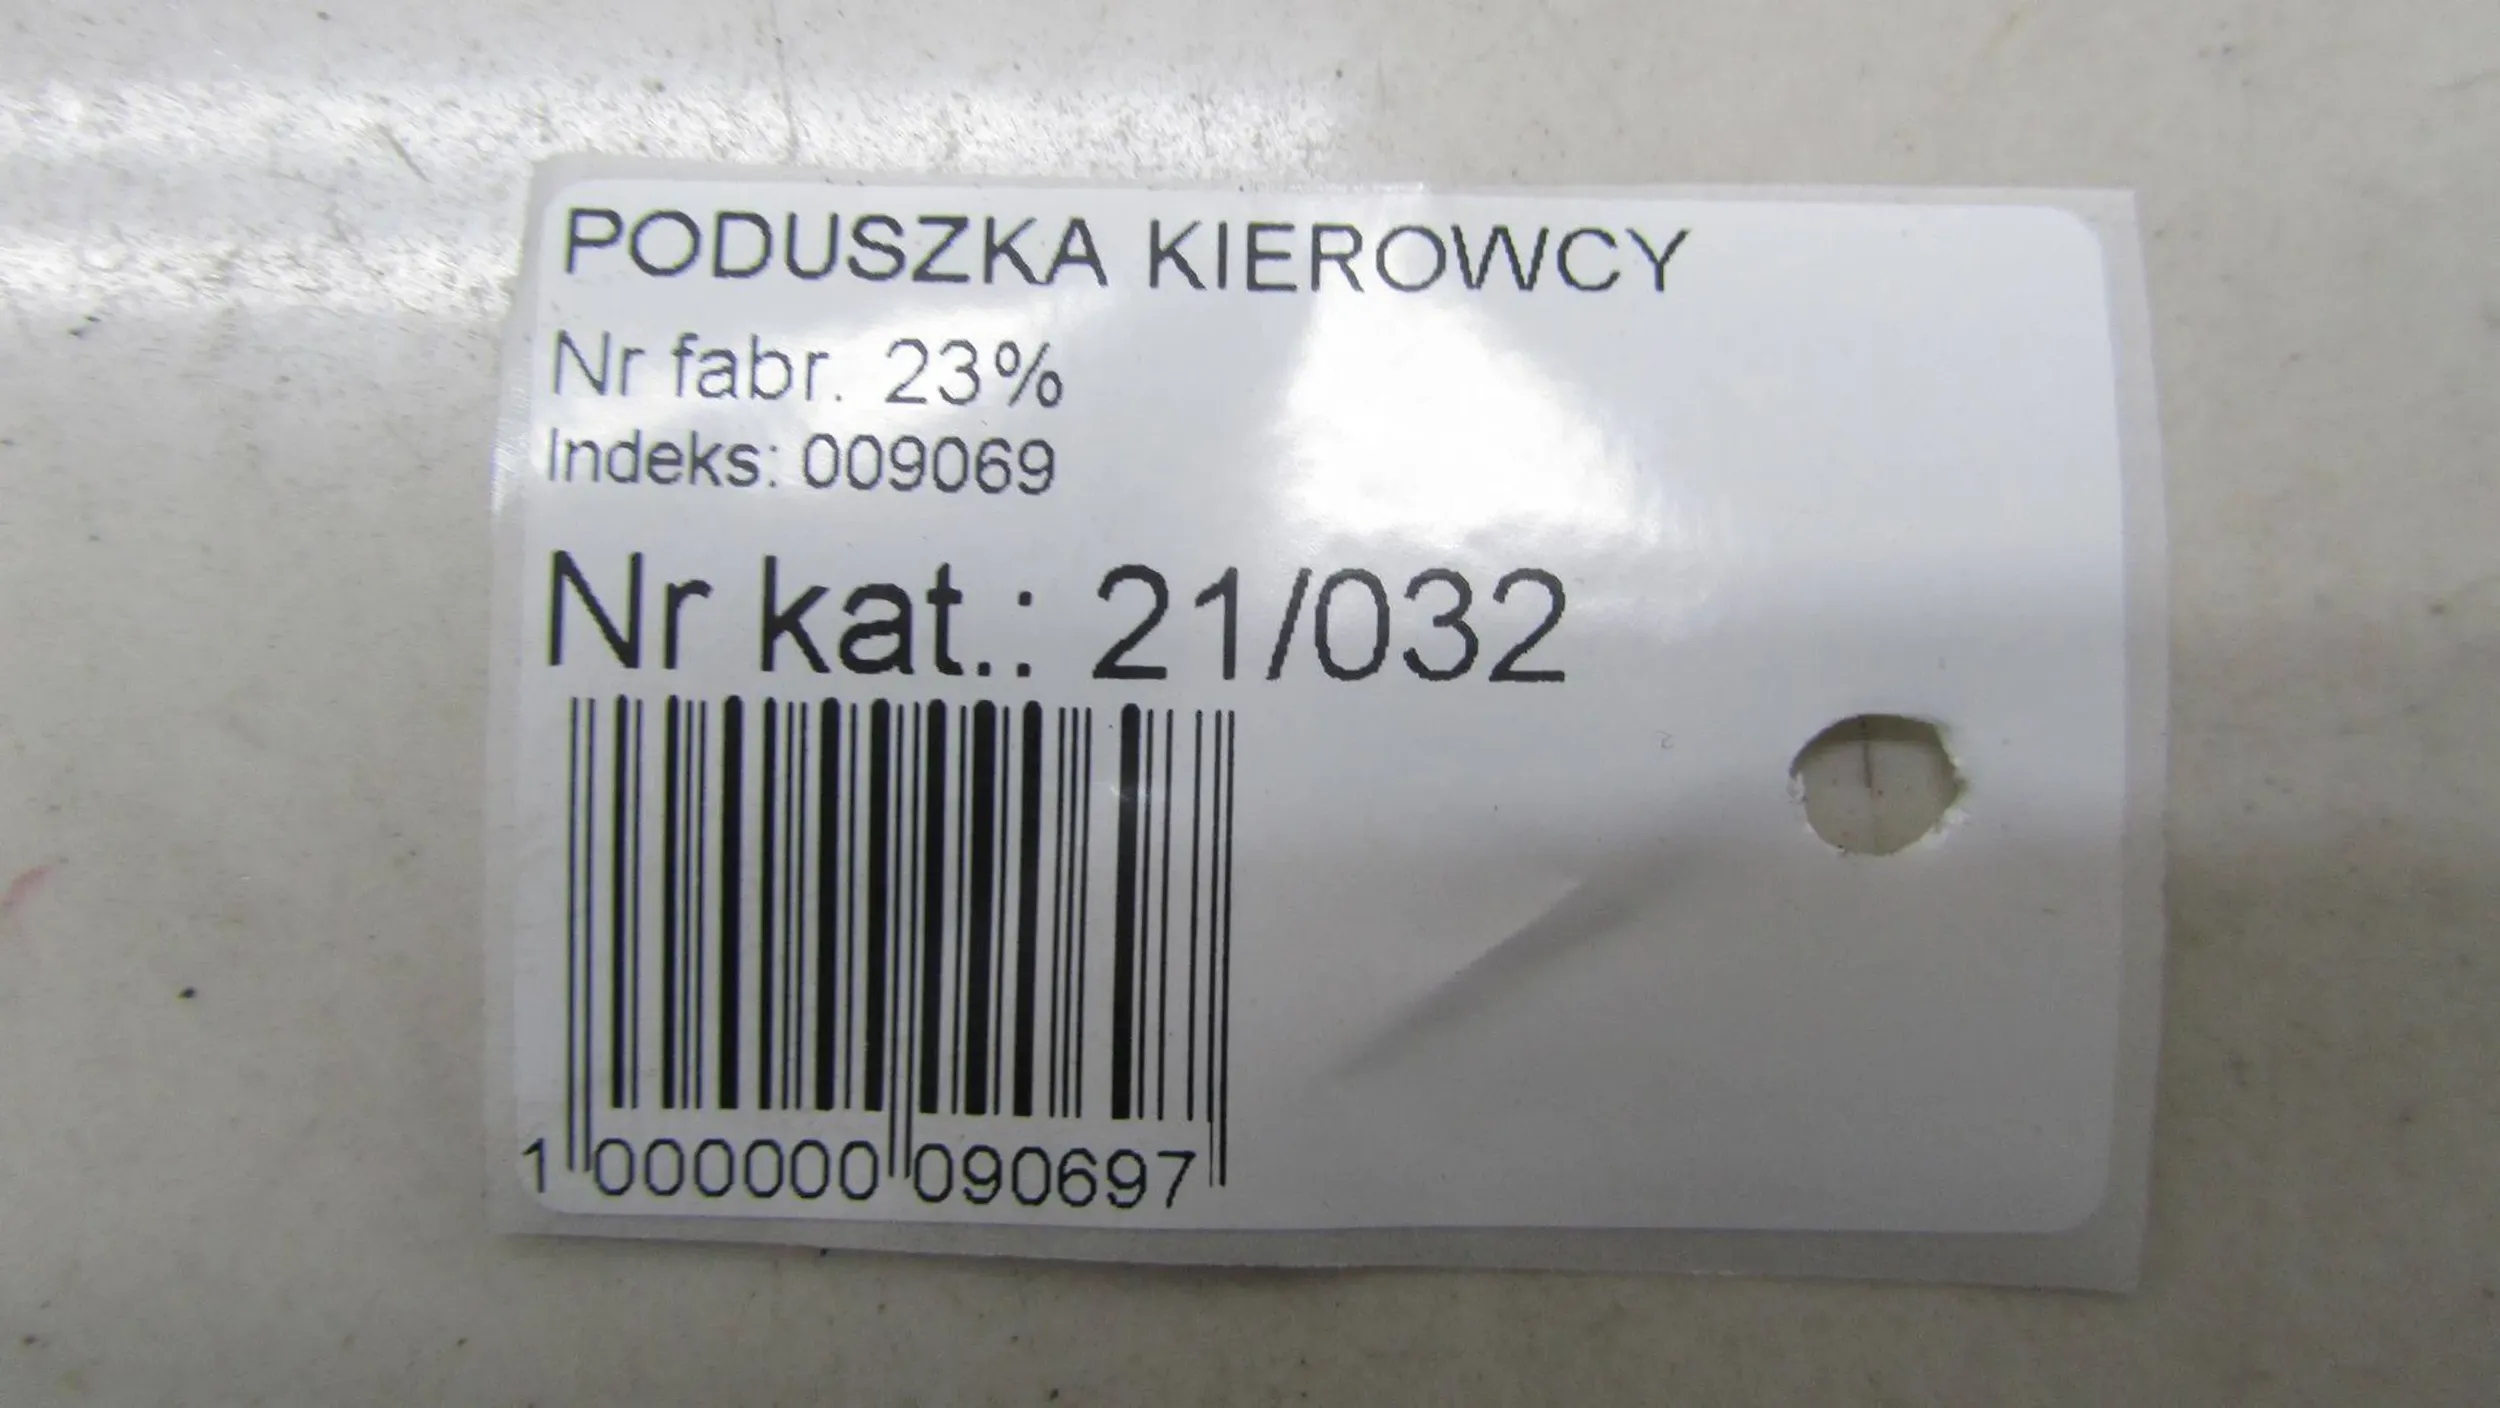 PODUSZKA KIEROWCY
Nr fabr. 23%
Indeks: 009069
Nr kat.: 21/032
1 000000 090697